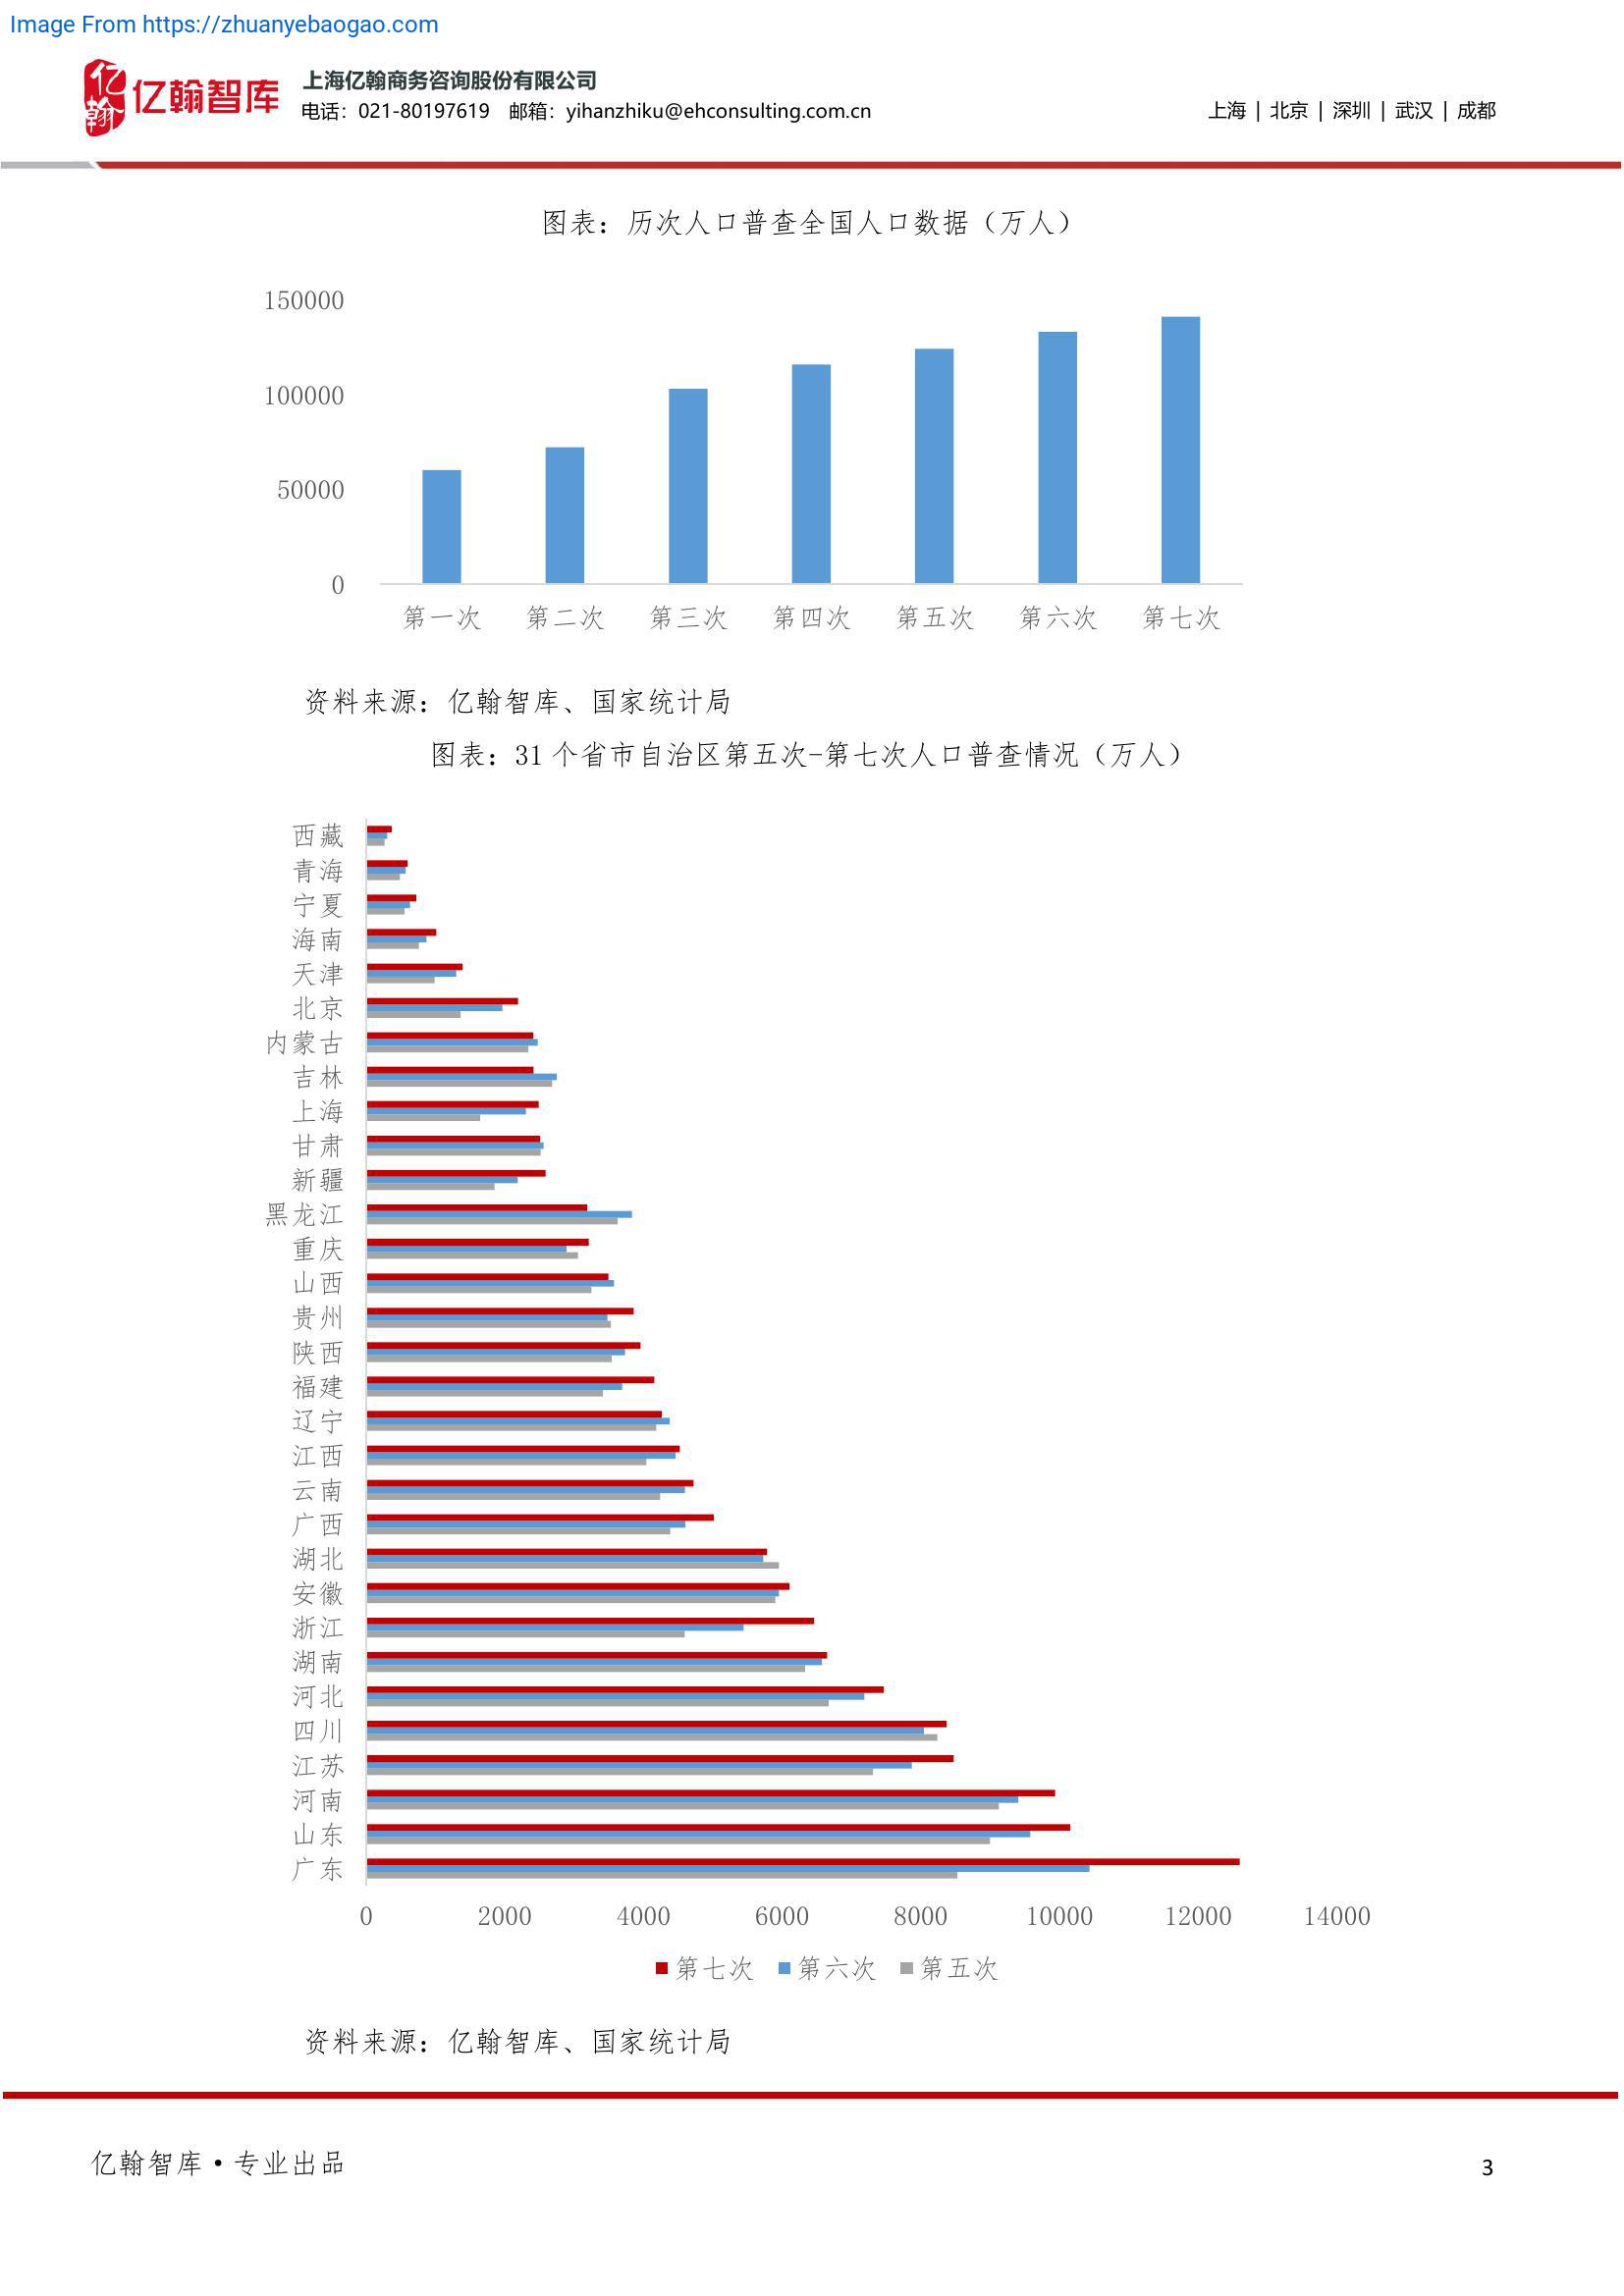 Image From https://zhuanyebaogao.com
亿翰
亿翰智库
上海亿翰商务咨询股份有限公司
电话：021-80197619 邮箱：yihanzhiku@ehconsulting.com.cn
上海 | 北京 | 深圳 | 武汉 | 成都
图表：历次人口普查全国人口数据（万人）
150000
100000
50000
0
第一次 第二次 第三次 第四次 第五次 第六次 第七次
资料来源：亿翰智库、国家统计局
图表：31 个省市自治区第五次-第七次人口普查情况（万人）
西藏
青海
宁夏
海南
天津
北京
内蒙古
吉林
上海
甘肃
新疆
黑龙江
重庆
山西
贵州
陕西
福建
辽宁
江西
云南
广西
湖北
安徽
浙江
湖南
河北
四川
江苏
河南
山东
广东
0 2000 4000 6000 8000 10000 12000 14000
第七次 第六次 第五次
资料来源：亿翰智库、国家统计局
亿翰智库·专业出品
3